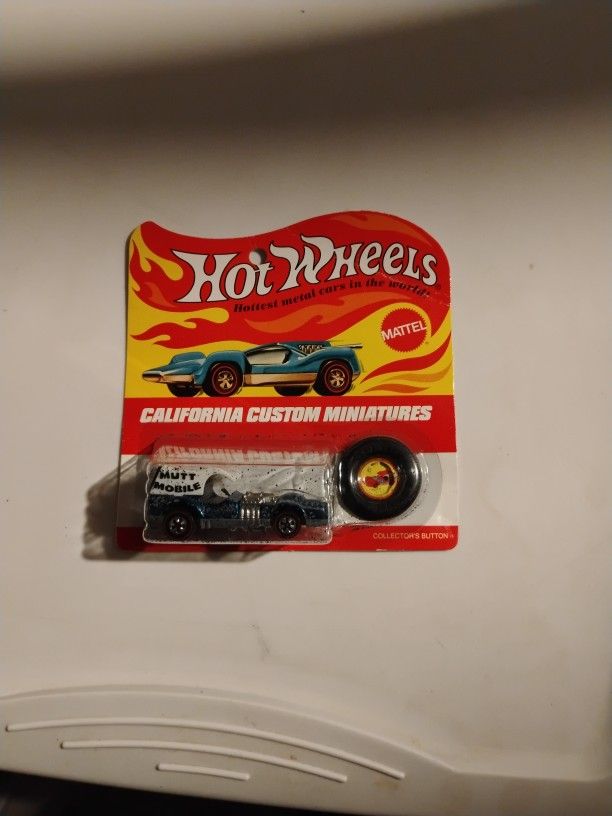 HOT WHEELS®
Hottest metal cars in the world!
MATTEL
CALIFORNIA CUSTOM MINIATURES
MUTT
MOBILE
COLLECTOR'S BUTTON